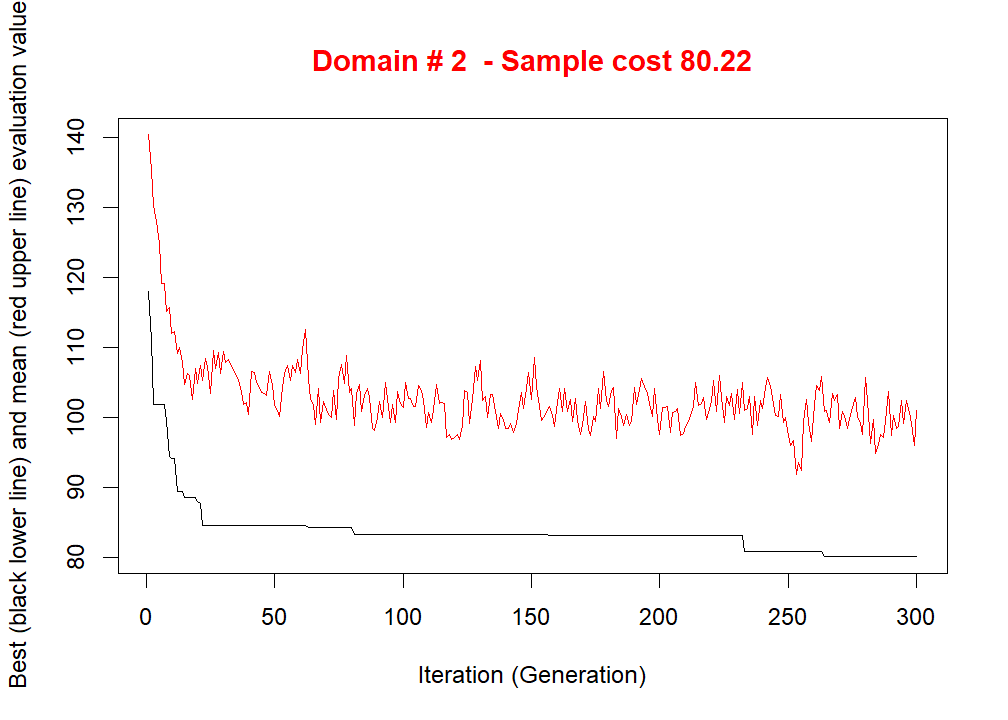 Domain # 2 - Sample cost 80.22
Best (black lower line) and mean (red upper line) evaluation value
140
130
120
110
100
90
80
0 50 100 150 200 250 300
Iteration (Generation)